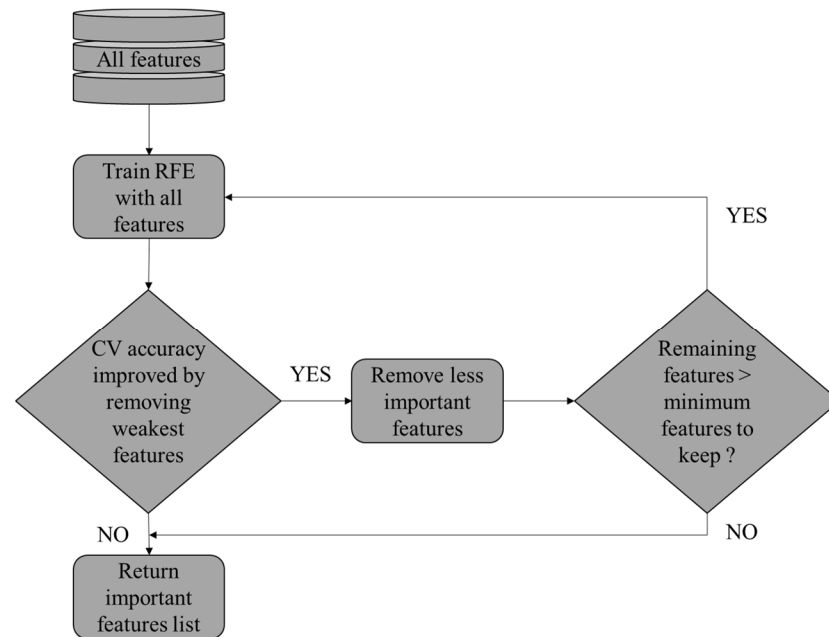 All features
Train RFE
with all
features
YES
CV accuracy
improved by
removing
weakest
features
YES
Remove less
important
features
Remaining
features >
minimum
features to
keep ?
NO
NO
Return
important
features list